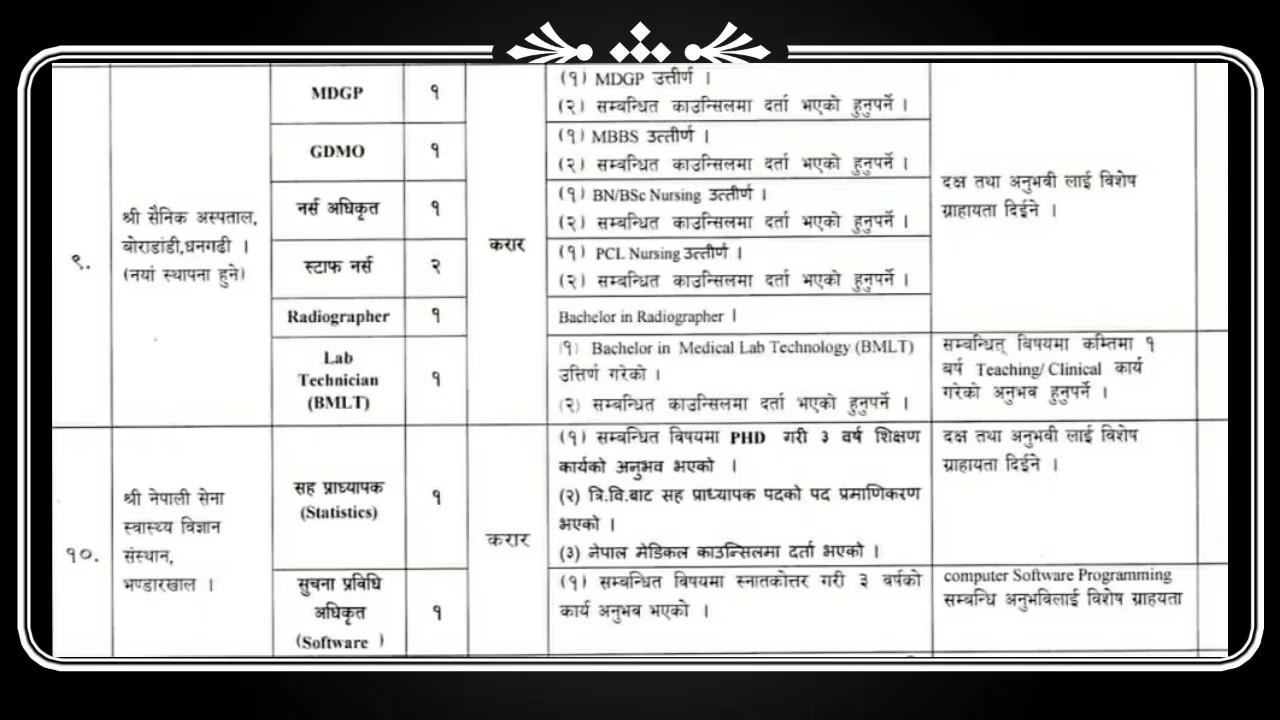 MDGP
१
(१) MDGP उत्तीर्ण ।
(२) सम्बन्धित काउन्सिलमा दर्ता भएको हुनुपर्ने ।
GDMO
१
(१) MBBS उत्तीर्ण ।
(२) सम्बन्धित काउन्सिलमा दर्ता भएको हुनुपर्ने ।
९.
श्री सैनिक अस्पताल,
बोराडांडी,धनगढी ।
(नयां स्थापना हुने)
नर्स अधिकृत
१
करार
(१) BN/BSc Nursing उत्तीर्ण ।
(२) सम्बन्धित काउन्सिलमा दर्ता भएको हुनुपर्ने ।
दक्ष तथा अनुभवी लाई विशेष
ग्राहायता दिईने ।
स्टाफ नर्स
२
(१) PCL Nursing उत्तीर्ण ।
(२) सम्बन्धित काउन्सिलमा दर्ता भएको हुनुपर्ने ।
Radiographer
१
Bachelor in Radiographer ।
Lab
Technician
(BMLT)
१
(१) Bachelor in Medical Lab Technology (BMLT)
उत्तिर्ण गरेको ।
(२) सम्बन्धित काउन्सिलमा दर्ता भएको हुनुपर्ने ।
सम्बन्धित् बिषयमा कम्तिमा १
बर्ष Teaching/ Clinical कार्य
गरेको अनुभब हुनुपर्ने ।
१०.
श्री नेपाली सेना
स्वास्थ्य विज्ञान
संस्थान,
भण्डारखाल ।
सह प्राध्यापक
(Statistics)
१
करार
(१) सम्बन्धित विषयमा PHD गरी ३ वर्ष शिक्षण
कार्यको अनुभव भएको ।
(२) त्रि.वि.बाट सह प्राध्यापक पदको पद प्रमाणिकरण
भएको ।
(३) नेपाल मेडिकल काउन्सिलमा दर्ता भएको ।
दक्ष तथा अनुभवी लाई विशेष
ग्राहायता दिईने ।
सुचना प्रविधि
अधिकृत
(Software )
१
(१) सम्बन्धित विषयमा स्नातकोत्तर गरी ३ वर्षको
कार्य अनुभव भएको ।
computer Software Programming
सम्बन्धि अनुभविलाई विशेष ग्राहयता